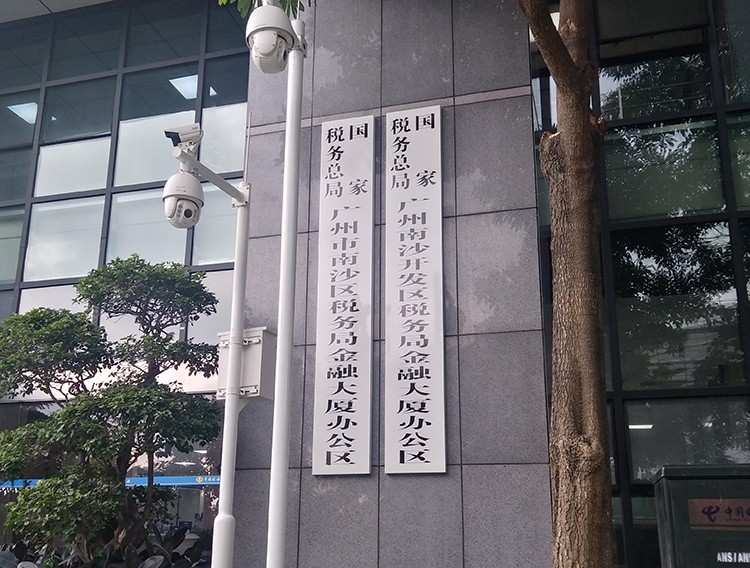 国家税务总局广州南沙开发区税务局金融大厦办公区
国家税务总局广州市南沙区税务局金融大厦办公区
中国